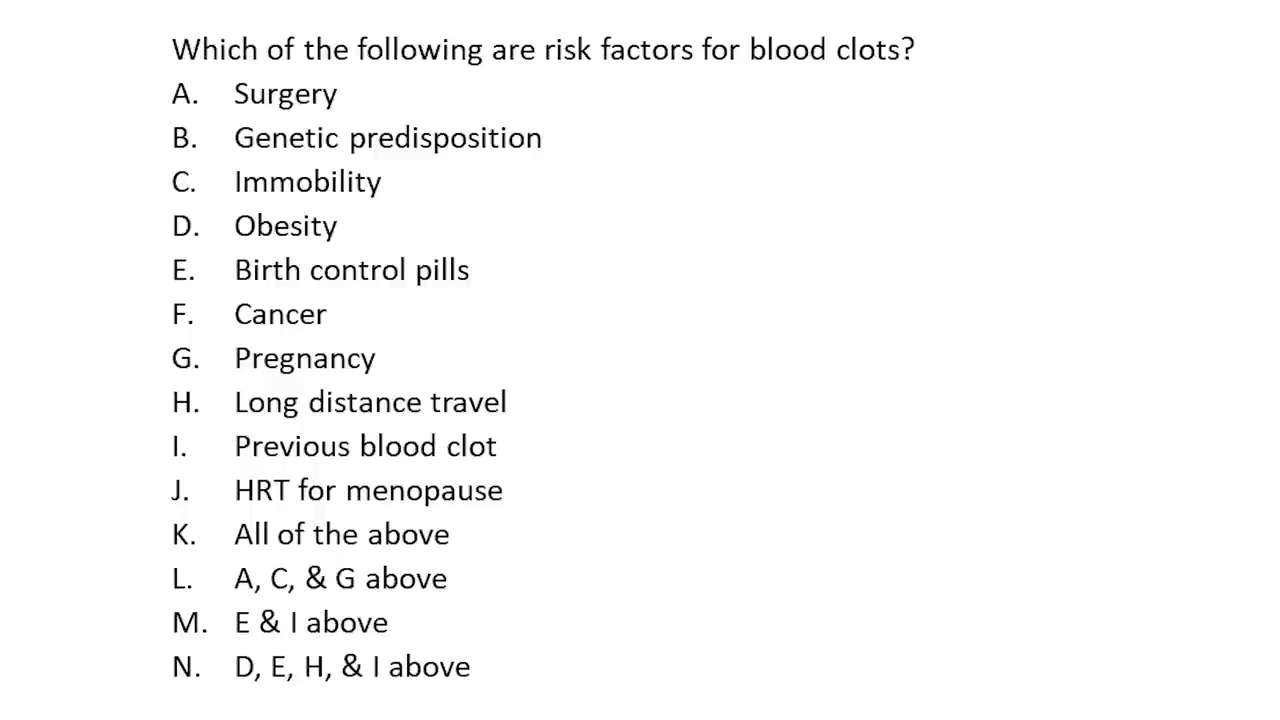 Which of the following are risk factors for blood clots?
A. Surgery
B. Genetic predisposition
C. Immobility
D. Obesity
E. Birth control pills
F. Cancer
G. Pregnancy
H. Long distance travel
I. Previous blood clot
J. HRT for menopause
K. All of the above
L. A, C, & G above
M. E & I above
N. D, E, H, & I above